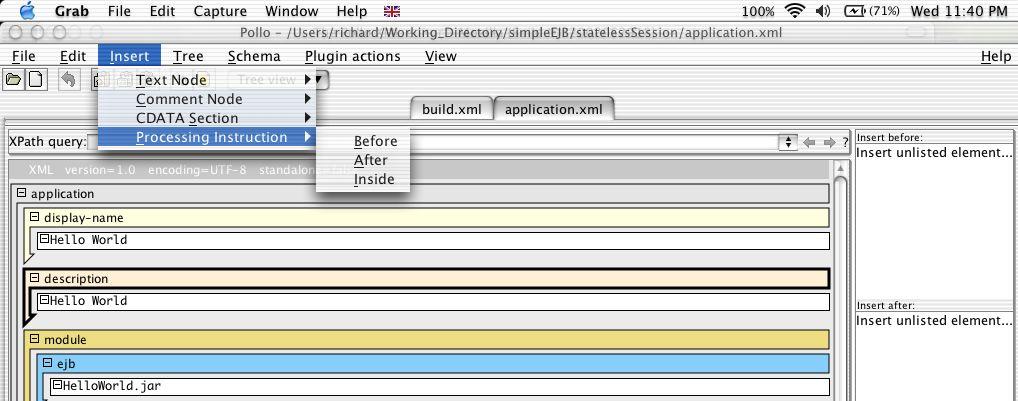 Grab File Edit Capture Window Help 100% (71%) Wed 11:40 PM
Pollo - /Users/richard/Working_Directory/simpleEJB/statelessSession/application.xml
File Edit Insert Tree Schema Plugin actions View Help
Text Node
Tree view
Comment Node
CDATA Section
Processing Instruction
Before
After
Inside
build.xml application.xml
XPath query: ?
XML version=1.0 encoding=UTF-8
application
display-name
Hello World
description
Hello World
module
ejb
HelloWorld.jar
Insert before:
Insert unlisted element...
Insert after:
Insert unlisted element...